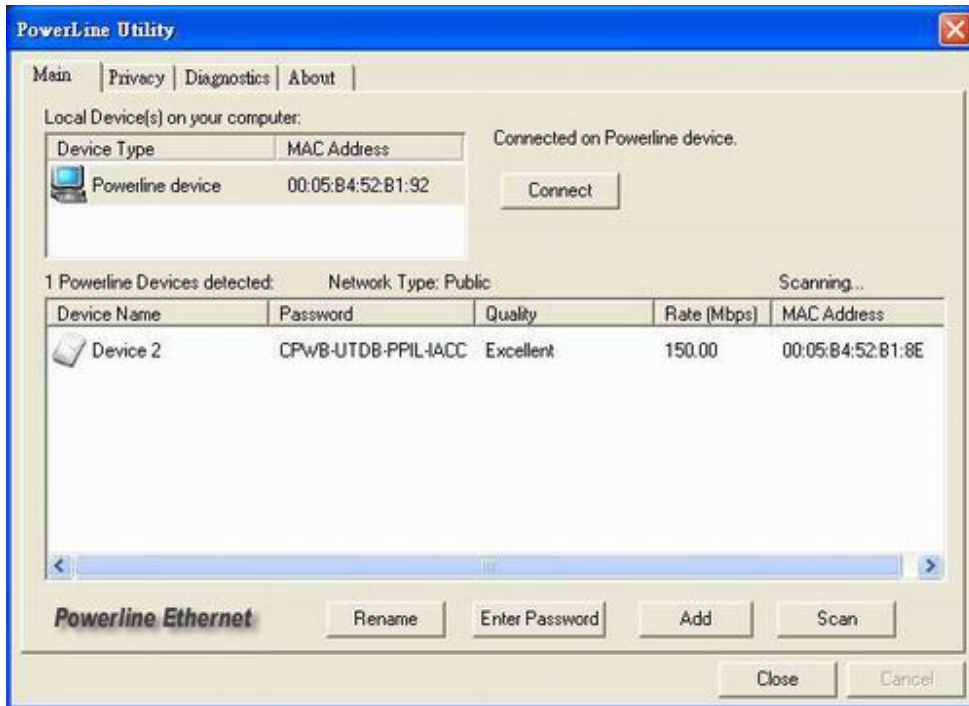 PowerLine Utility
Main Privacy Diagnostics About
Local Device(s) on your computer:
Device Type MAC Address
Powerline device 00:05:B4:52:B1:92
Connected on Powerline device.
Connect
1 Powerline Devices detected: Network Type: Public Scanning...
Device Name Password Quality Rate (Mbps) MAC Address
Device 2 CPWB-UTDB-PPIL-IACC Excellent 150.00 00:05:B4:52:B1:8E
Powerline Ethernet Rename Enter Password Add Scan
Close Cancel